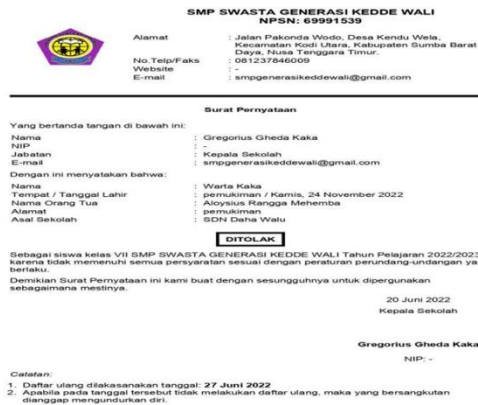 SMP SWASTA GENERASI KEDDE WALI
NPSN: 69991539
Alamat : Jalan Pakonda Wodo, Desa Kendu Wela,
Kecamatan Kodi Utara, Kabupaten Sumba Barat
Daya, Nusa Tenggara Timur.
No.Telp/Faks : 081237846009
Website : -
E-mail : smpgenerasikeddewali@gmail.com
Surat Pernyataan
Yang bertanda tangan di bawah ini:
Nama : Gregorius Gheda Kaka
NIP : -
Jabatan : Kepala Sekolah
E-mail : smpgenerasikeddewali@gmail.com
Dengan ini menyatakan bahwa:
Nama : Warta Kaka
Tempat / Tanggal Lahir : pemukiman / Kamis, 24 November 2022
Nama Orang Tua : Aloysius Rangga Mehemba
Alamat : pemukiman
Asal Sekolah : SDN Daha Walu
DITOLAK
Sebagai siswa kelas VII SMP SWASTA GENERASI KEDDE WALI Tahun Pelajaran 2022/2023
karena tidak memenuhi semua persyaratan sesuai dengan peraturan perundang-undangan ya
berlaku.
Demikian Surat Pernyataan ini kami buat dengan sesungguhnya untuk dipergunakan
sebagaimana mestinya.
20 Juni 2022
Kepala Sekolah
Gregorius Gheda Kaka
NIP: -
Catatan:
1. Daftar ulang dilaksanakan tanggal: 27 Juni 2022
2. Apabila pada tanggal tersebut tidak melakukan daftar ulang, maka yang bersangkutan
dianggap mengundurkan diri.